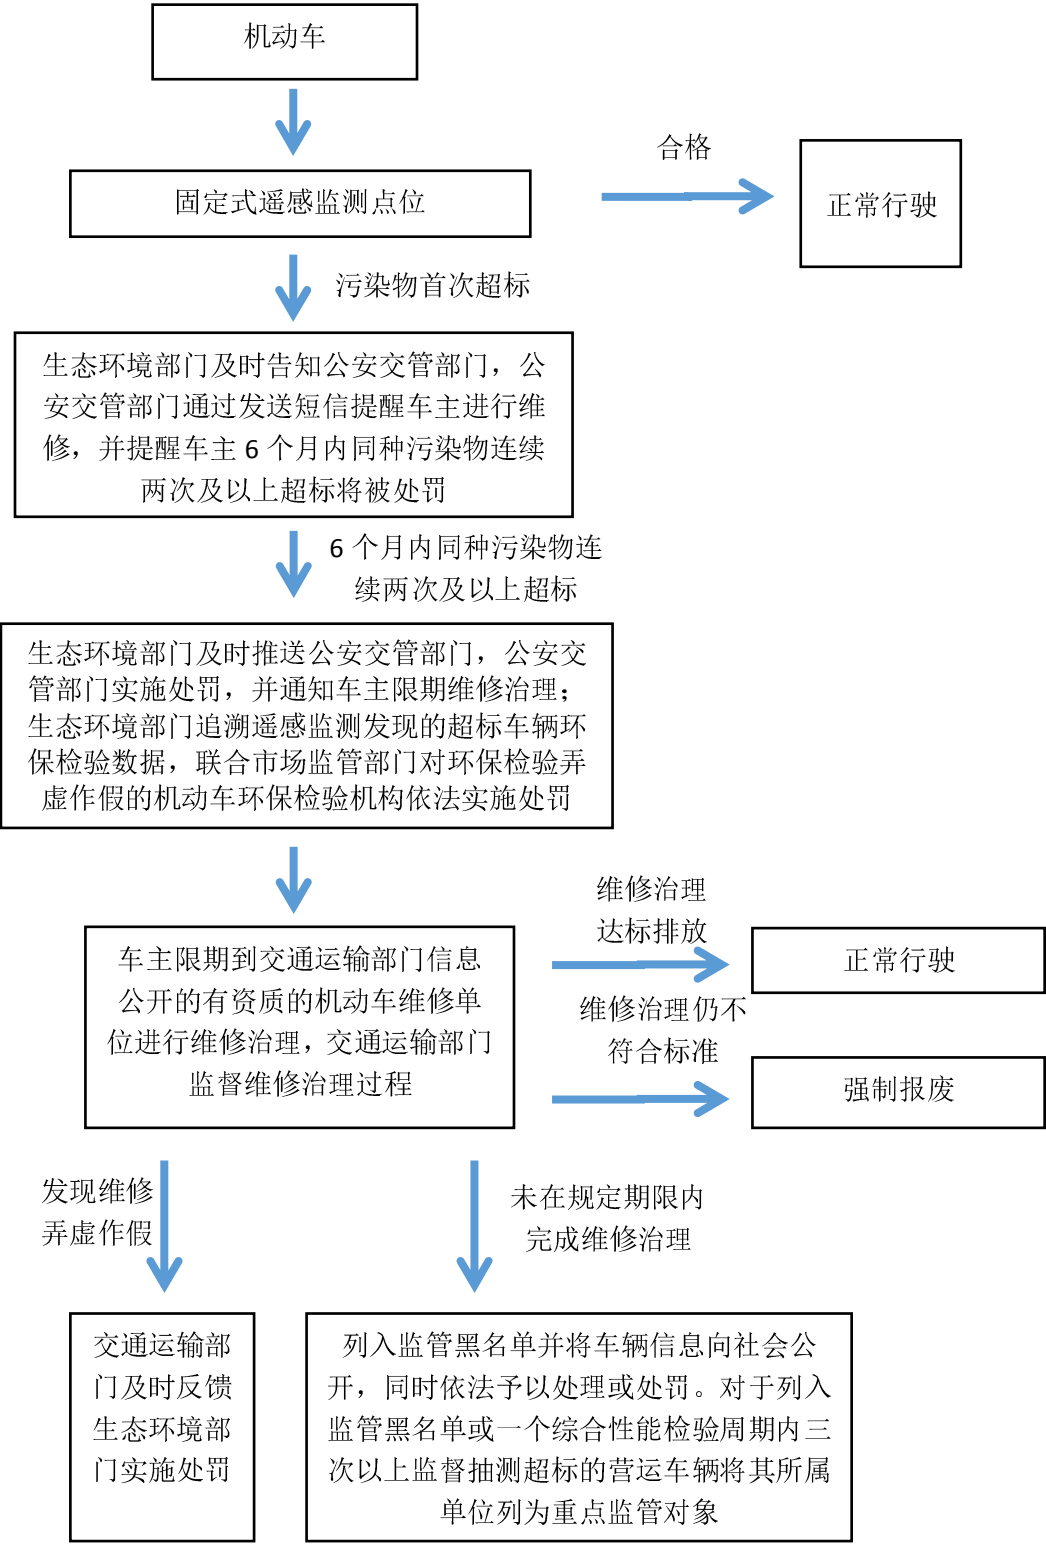 机动车
合格
固定式遥感监测点位
正常行驶
污染物首次超标
生态环境部门及时告知公安交管部门，公
安交管部门通过发送短信提醒车主进行维
修，并提醒车主 6 个月内同种污染物连续
两次及以上超标将被处罚
6 个月内同种污染物连
续两次及以上超标
生态环境部门及时推送公安交管部门，公安交
管部门实施处罚，并通知车主限期维修治理；
生态环境部门追溯遥感监测发现的超标车辆环
保检验数据，联合市场监管部门对环保检验弄
虚作假的机动车环保检验机构依法实施处罚
维修治理
达标排放
车主限期到交通运输部门信息
公开的有资质的机动车维修单
位进行维修治理，交通运输部门
监督维修治理过程
正常行驶
维修治理仍不
符合标准
强制报废
发现维修
弄虚作假
未在规定期限内
完成维修治理
交通运输部
门及时反馈
生态环境部
门实施处罚
列入监管黑名单并将车辆信息向社会公
开，同时依法予以处理或处罚。对于列入
监管黑名单或一个综合性能检验周期内三
次以上监督抽测超标的营运车辆将其所属
单位列为重点监管对象